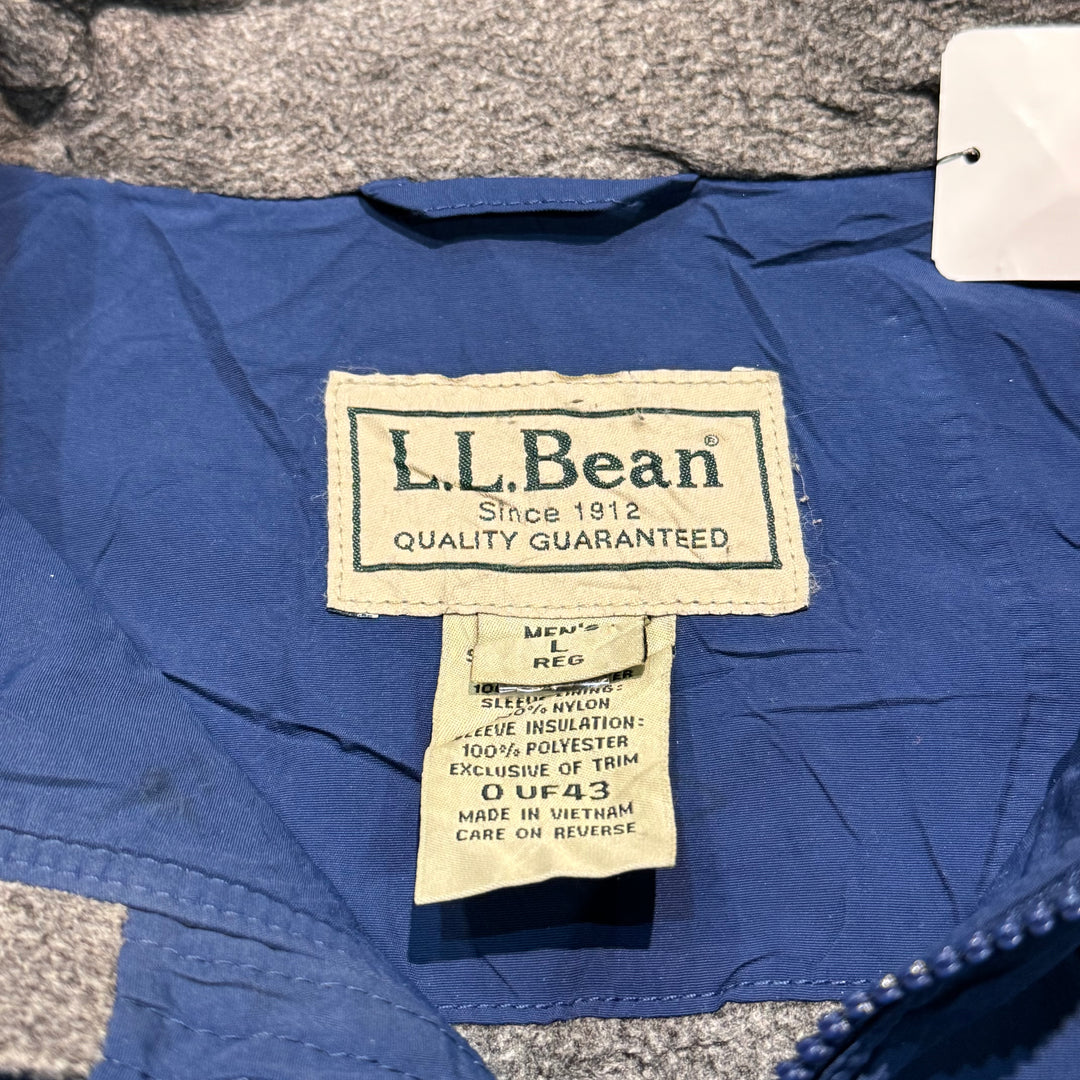 L.L.Bean®
Since 1912
QUALITY GUARANTEED
MEN'S
L
REG
SLEEVE LINING:
NYLON
SLEEVE INSULATION:
100% POLYESTER
EXCLUSIVE OF TRIM
0 UF43
MADE IN VIETNAM
CARE ON REVERSE